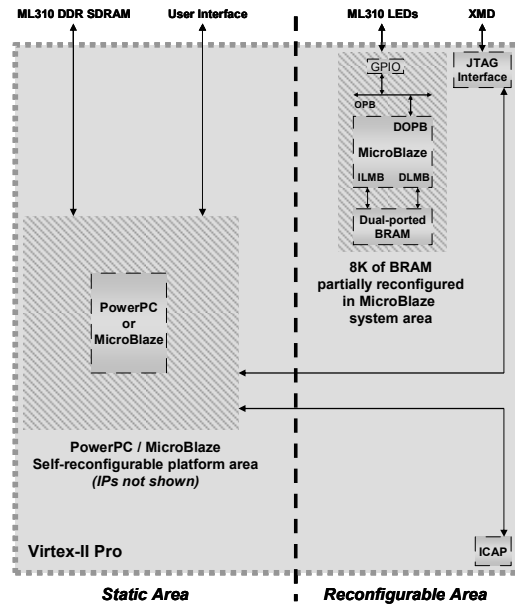 ML310 DDR SDRAM
User Interface
ML310 LEDs
XMD
GPIO
OPB
DOPB
MicroBlaze
ILMB
DLMB
Dual-ported
BRAM
JTAG
Interface
8K of BRAM
partially reconfigured
in MicroBlaze
system area
PowerPC
or
MicroBlaze
PowerPC / MicroBlaze
Self-reconfigurable platform area
(IPs not shown)
Virtex-II Pro
ICAP
Static Area
Reconfigurable Area